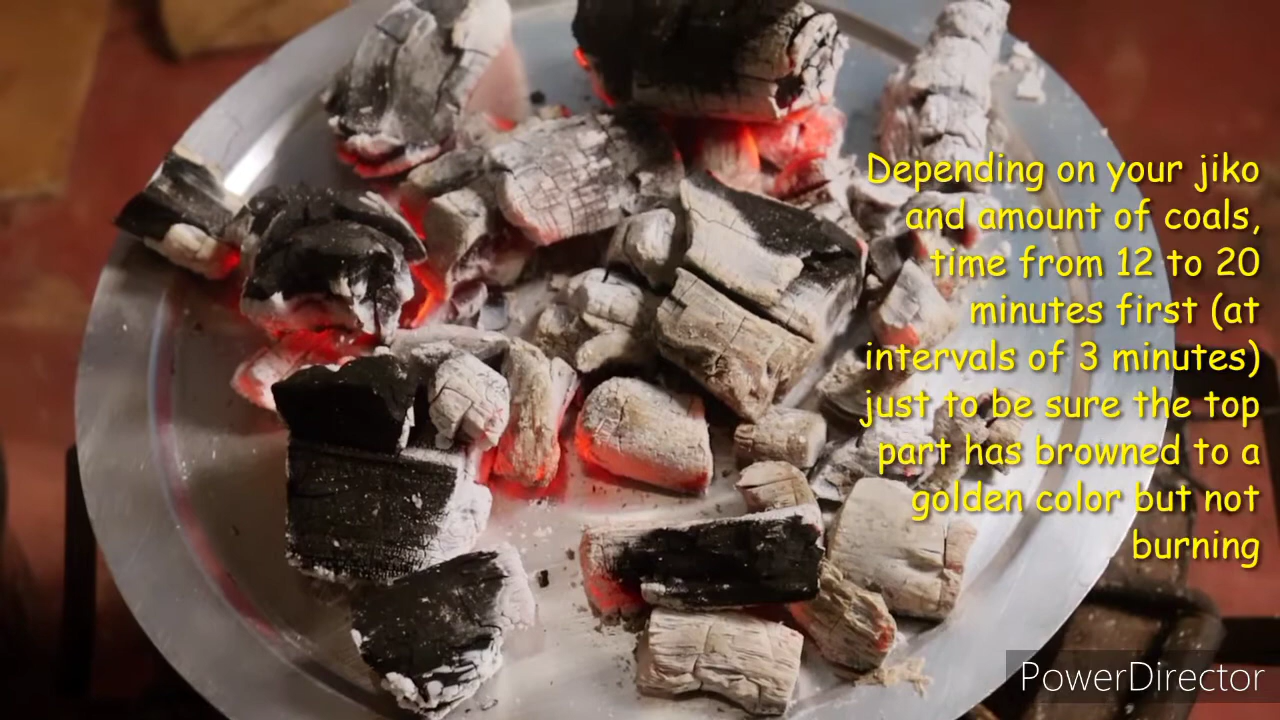 Depending on your jiko
and amount of coals,
time from 12 to 20
minutes first (at
intervals of 3 minutes)
just to be sure the top
part has browned to a
golden color but not
burning
PowerDirector